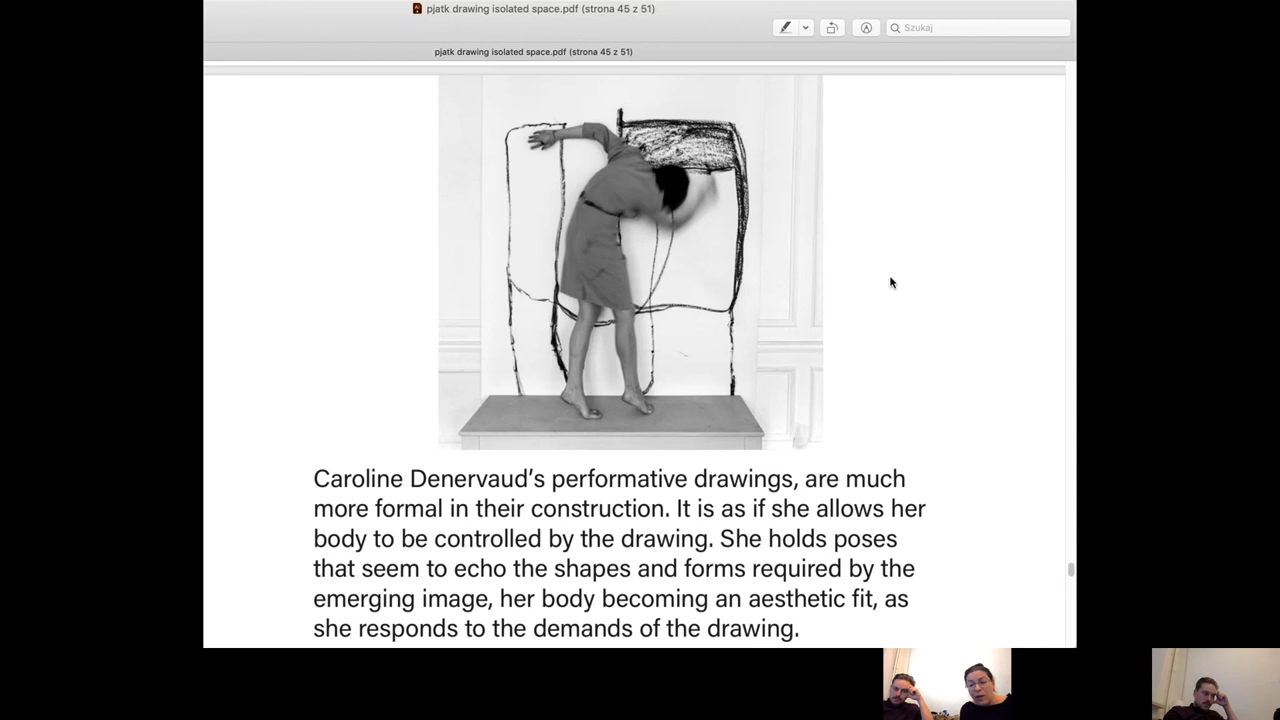 pjatk drawing isolated space.pdf (strona 45 z 51)
Szukaj
pjatk drawing isolated space.pdf (strona 45 z 51)
Caroline Denervaud’s performative drawings, are much
more formal in their construction. It is as if she allows her
body to be controlled by the drawing. She holds poses
that seem to echo the shapes and forms required by the
emerging image, her body becoming an aesthetic fit, as
she responds to the demands of the drawing.